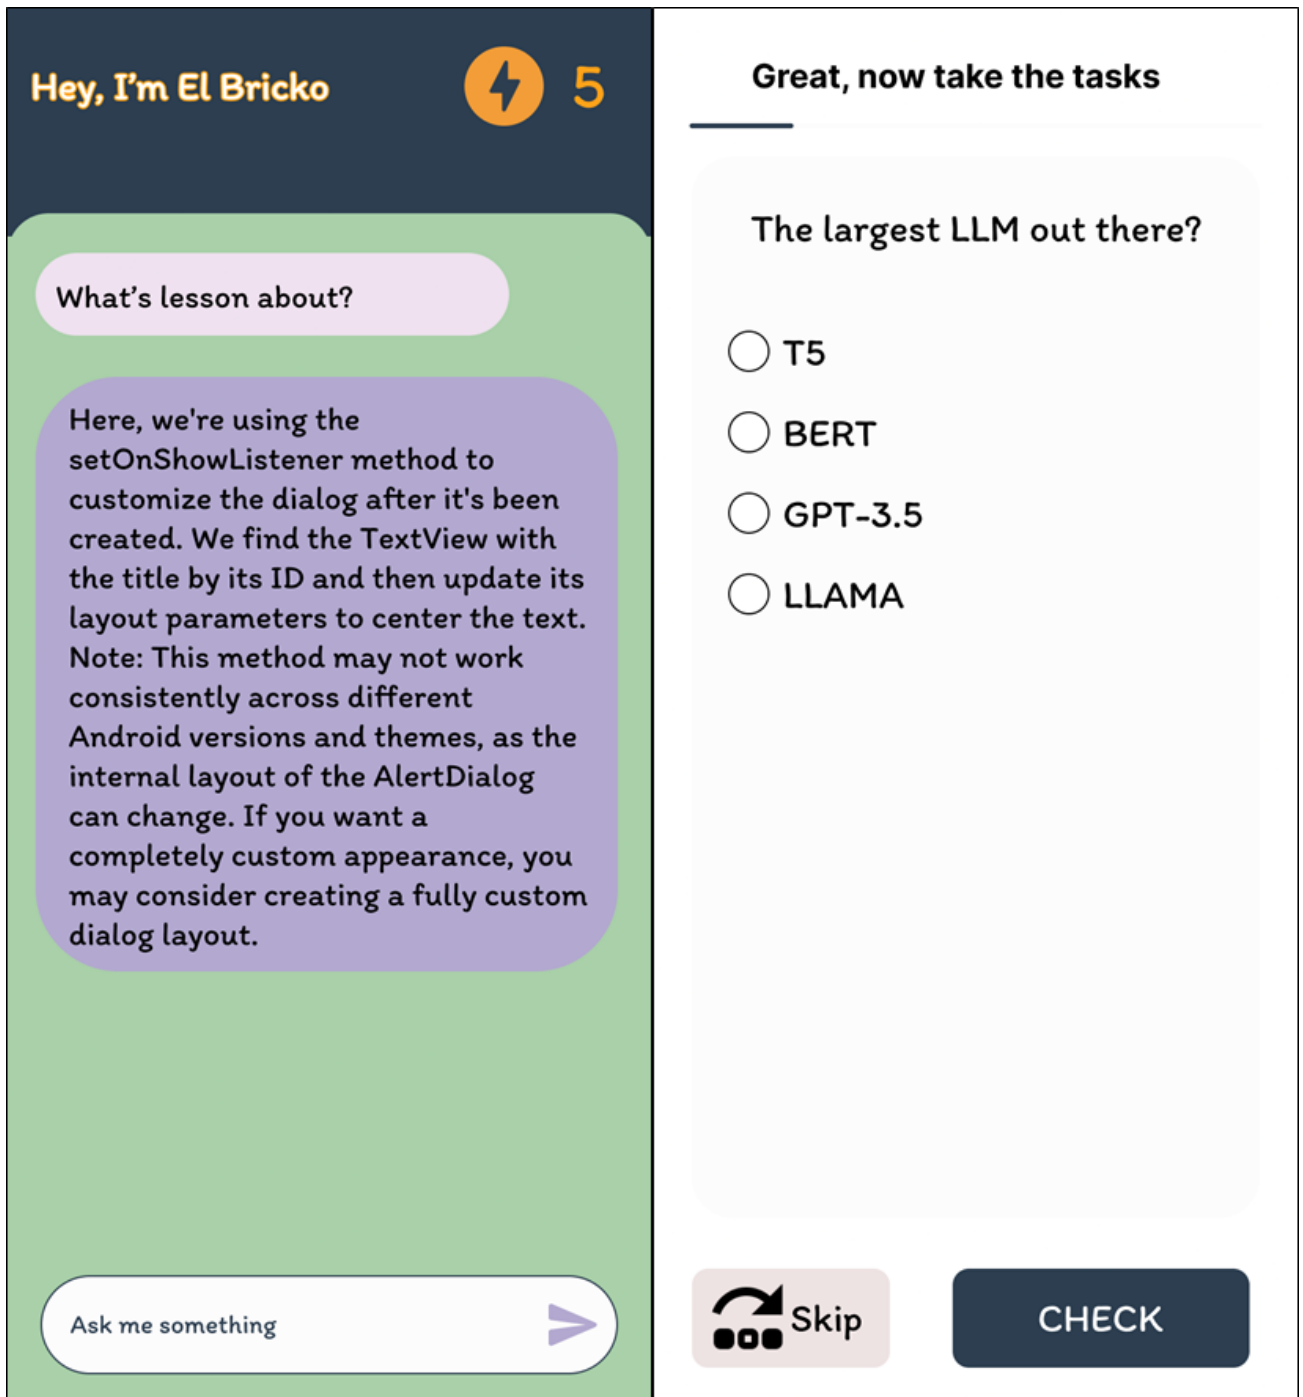 Hey, I'm El Bricko
5
What's lesson about?
Here, we're using the
setOnShowListener method to
customize the dialog after it's been
created. We find the TextView with
the title by its ID and then update its
layout parameters to center the text.
Note: This method may not work
consistently across different
Android versions and themes, as the
internal layout of the AlertDialog
can change. If you want a
completely custom appearance, you
may consider creating a fully custom
dialog layout.
Ask me something
Great, now take the tasks
The largest LLM out there?
T5
BERT
GPT-3.5
LLAMA
Skip
CHECK